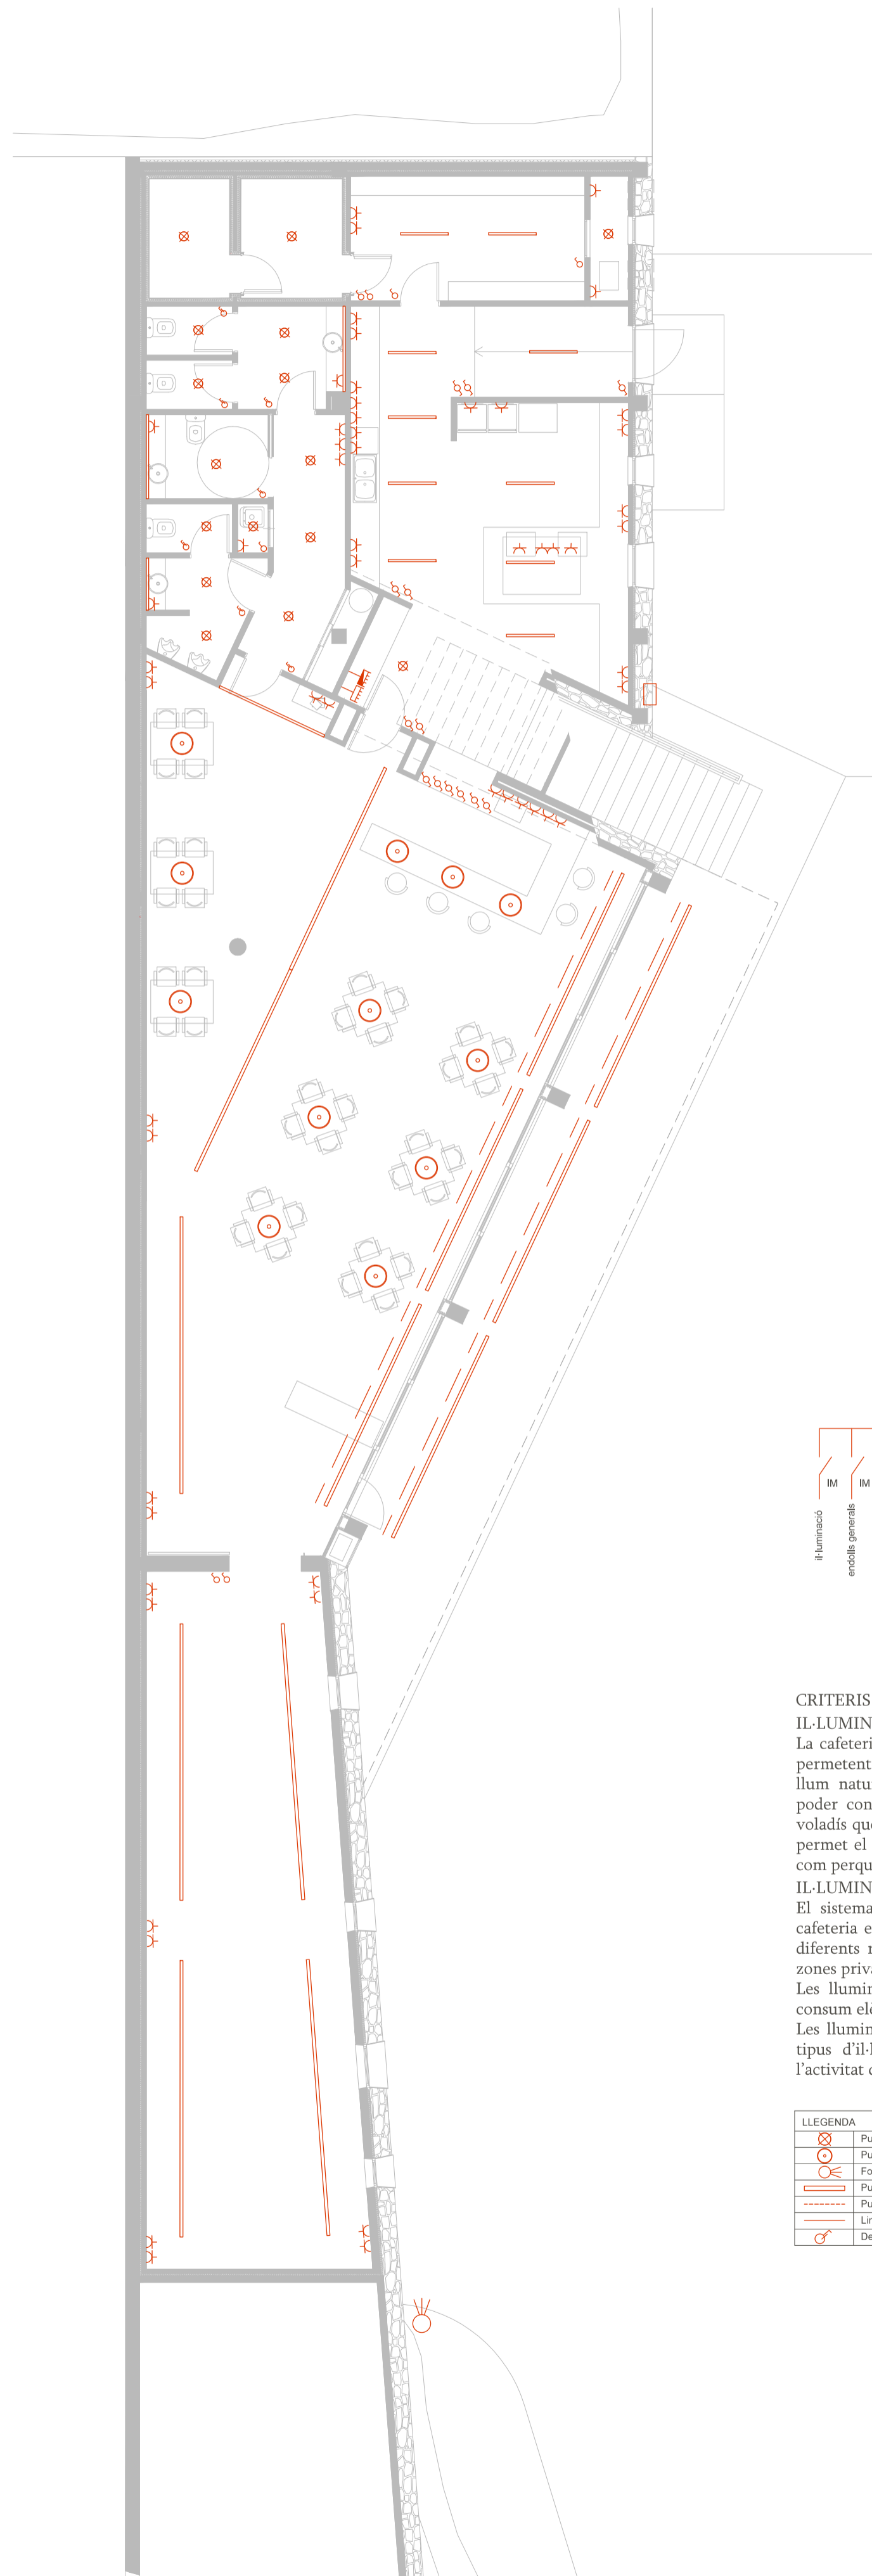 IM
IM
il·luminació
endolls generals
CRITERIS
IL·LUMIN
La cafeteri
permetent
llum natu
poder con
voladís que
permet el
com perqu
IL·LUMIN
El sistema
cafeteria e
diferents
zones priva
Les llumin
consum elè
Les llumin
tipus d'il·l
l'activitat
LLEGENDA
Pu
Pu
Fo
Pu
Pu
Lin
De